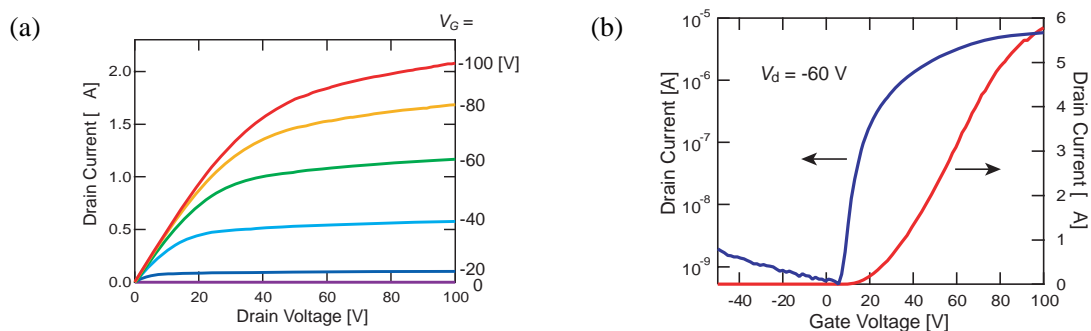 (a)
V_G =
-100 [V]
-80
-60
-40
-20
0
2.0
1.5
1.0
0.5
0.0
Drain Current [ A]
0 20 40 60 80 100
Drain Voltage [V]
(b)
10^-5
10^-6
10^-7
10^-8
10^-9
Drain Current [A]
V_d = -60 V
6
5
4
3
2
1
0
Drain Current [ A]
-40 -20 0 20 40 60 80 100
Gate Voltage [V]